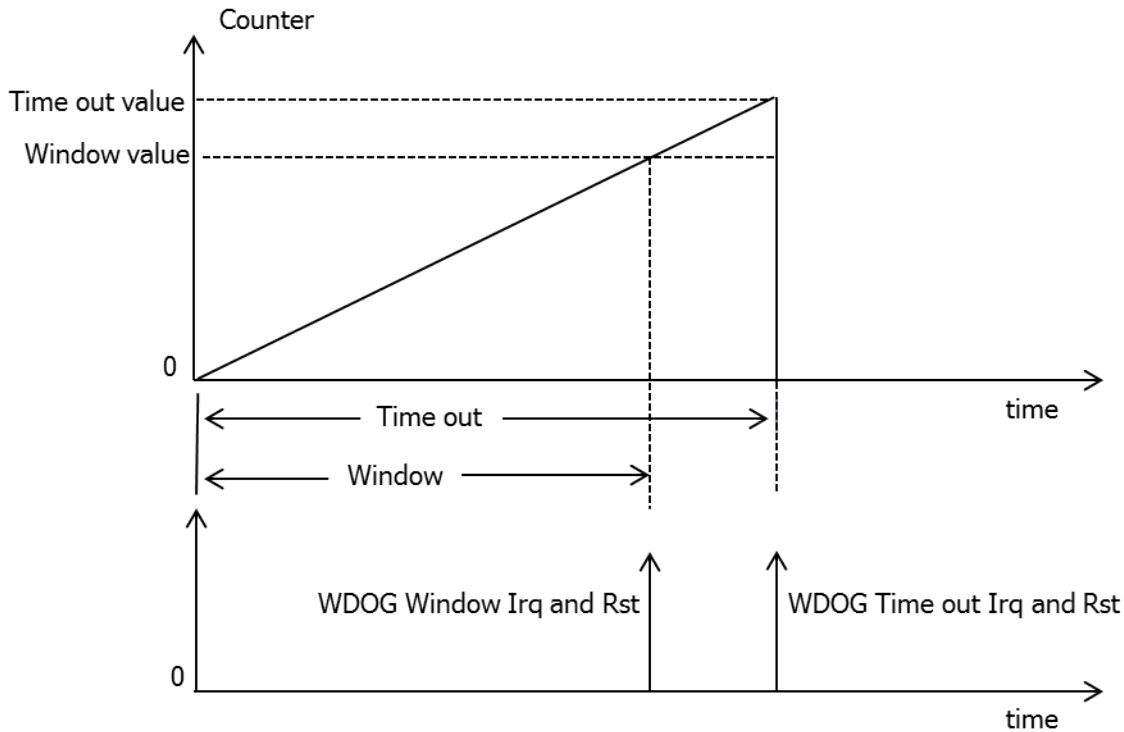 Counter
Time out value
Window value
0
time
Time out
Window
WDOG Window Irq and Rst
WDOG Time out Irq and Rst
0
time